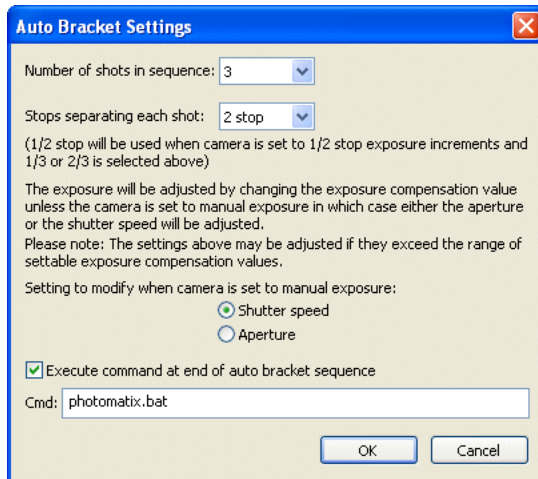 Auto Bracket Settings
Number of shots in sequence: 3
Stops separating each shot: 2 stop
(1/2 stop will be used when camera is set to 1/2 stop exposure increments and
1/3 or 2/3 is selected above)
The exposure will be adjusted by changing the exposure compensation value
unless the camera is set to manual exposure in which case either the aperture
or the shutter speed will be adjusted.
Please note: The settings above may be adjusted if they exceed the range of
settable exposure compensation values.
Setting to modify when camera is set to manual exposure:
Shutter speed
Aperture
Execute command at end of auto bracket sequence
Cmd: photomatix.bat
OK Cancel